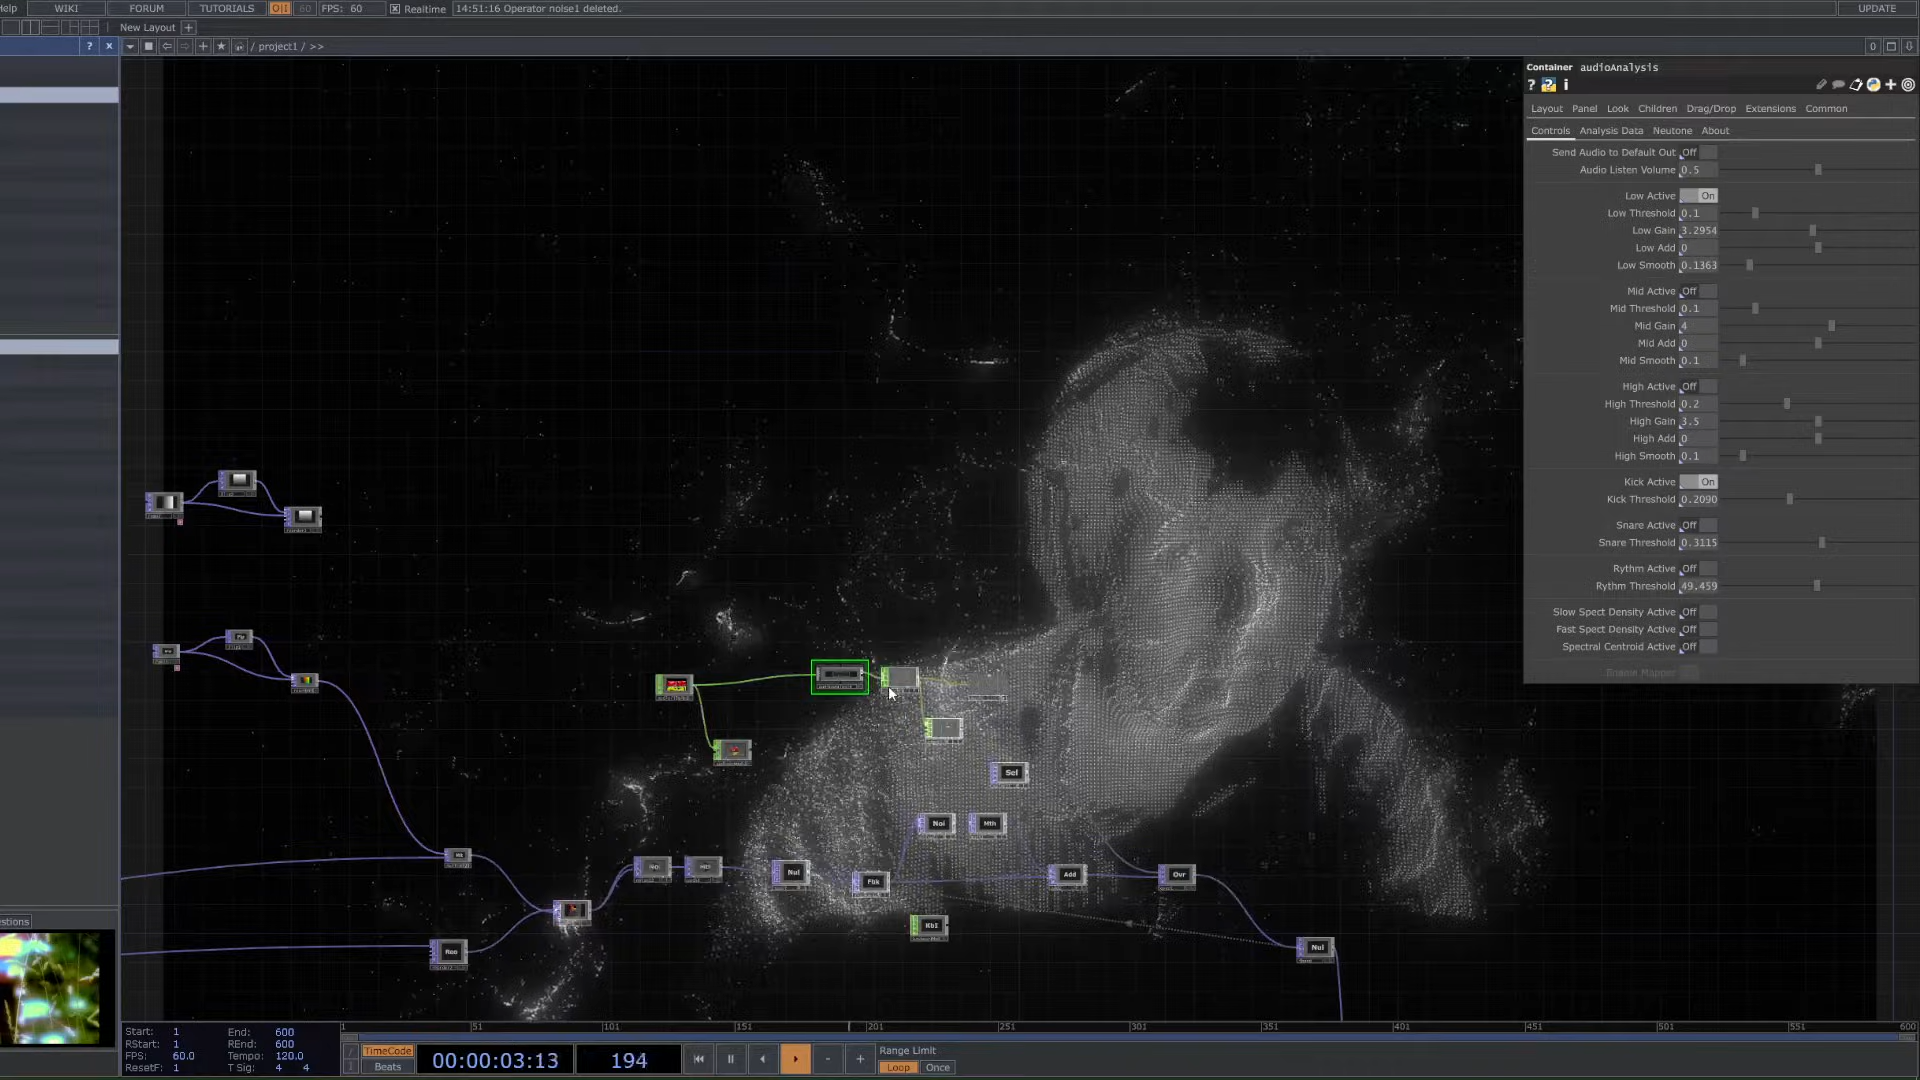 Help WIKI FORUM TUTORIALS O|I 60 FPS: 60 Realtime 14:51:16 Operator noise1 deleted. UPDATE
New Layout +
? x / project1 / >> 0
Container audioAnalysis
? ? i
Layout Panel Look Children Drag/Drop Extensions Common
Controls Analysis Data Neutone About
Send Audio to Default Out Off
Audio Listen Volume 0.5
Low Active On
Low Threshold 0.1
Low Gain 3.2954
Low Add 0
Low Smooth 0.1363
Mid Active Off
Mid Threshold 0.1
Mid Gain 4
Mid Add 0
Mid Smooth 0.1
High Active Off
High Threshold 0.2
High Gain 3.5
High Add 0
High Smooth 0.1
Kick Active On
Kick Threshold 0.2090
Snare Active Off
Snare Threshold 0.3115
Rythm Active Off
Rythm Threshold 49.459
Slow Spect Density Active Off
Fast Spect Density Active Off
Spectral Centroid Active Off
Enable Mapper
Sel
Noi Mth
Nul Fbk Add Ovr
KbI
Nul
estions
1 51 101 151 201 251 301 351 401 451 501 551 600
Start: 1 End: 600
RStart: 1 REnd: 600
FPS: 60.0 Tempo: 120.0
ResetF: 1 T Sig: 4 4
TimeCode
Beats
00:00:03:13 194
- +
Range Limit
Loop Once